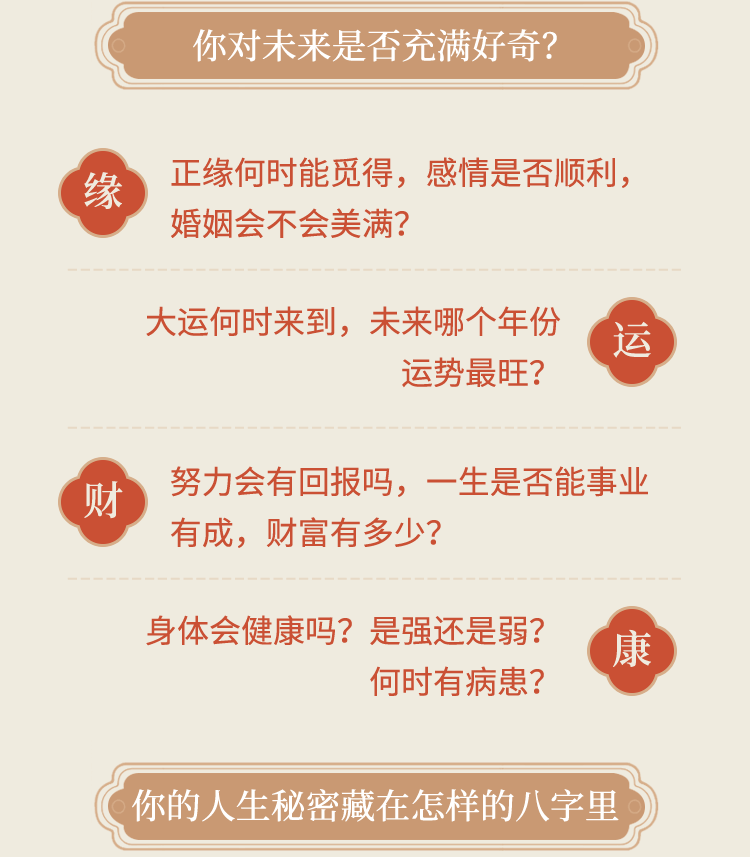 你对未来是否充满好奇？
缘
正缘何时能觅得，感情是否顺利，
婚姻会不会美满？
大运何时来到，未来哪个年份
运势最旺？
运
财
努力会有回报吗，一生是否能事业
有成，财富有多少？
身体会健康吗？是强还是弱？
何时有病患？
康
你的人生秘密藏在怎样的八字里